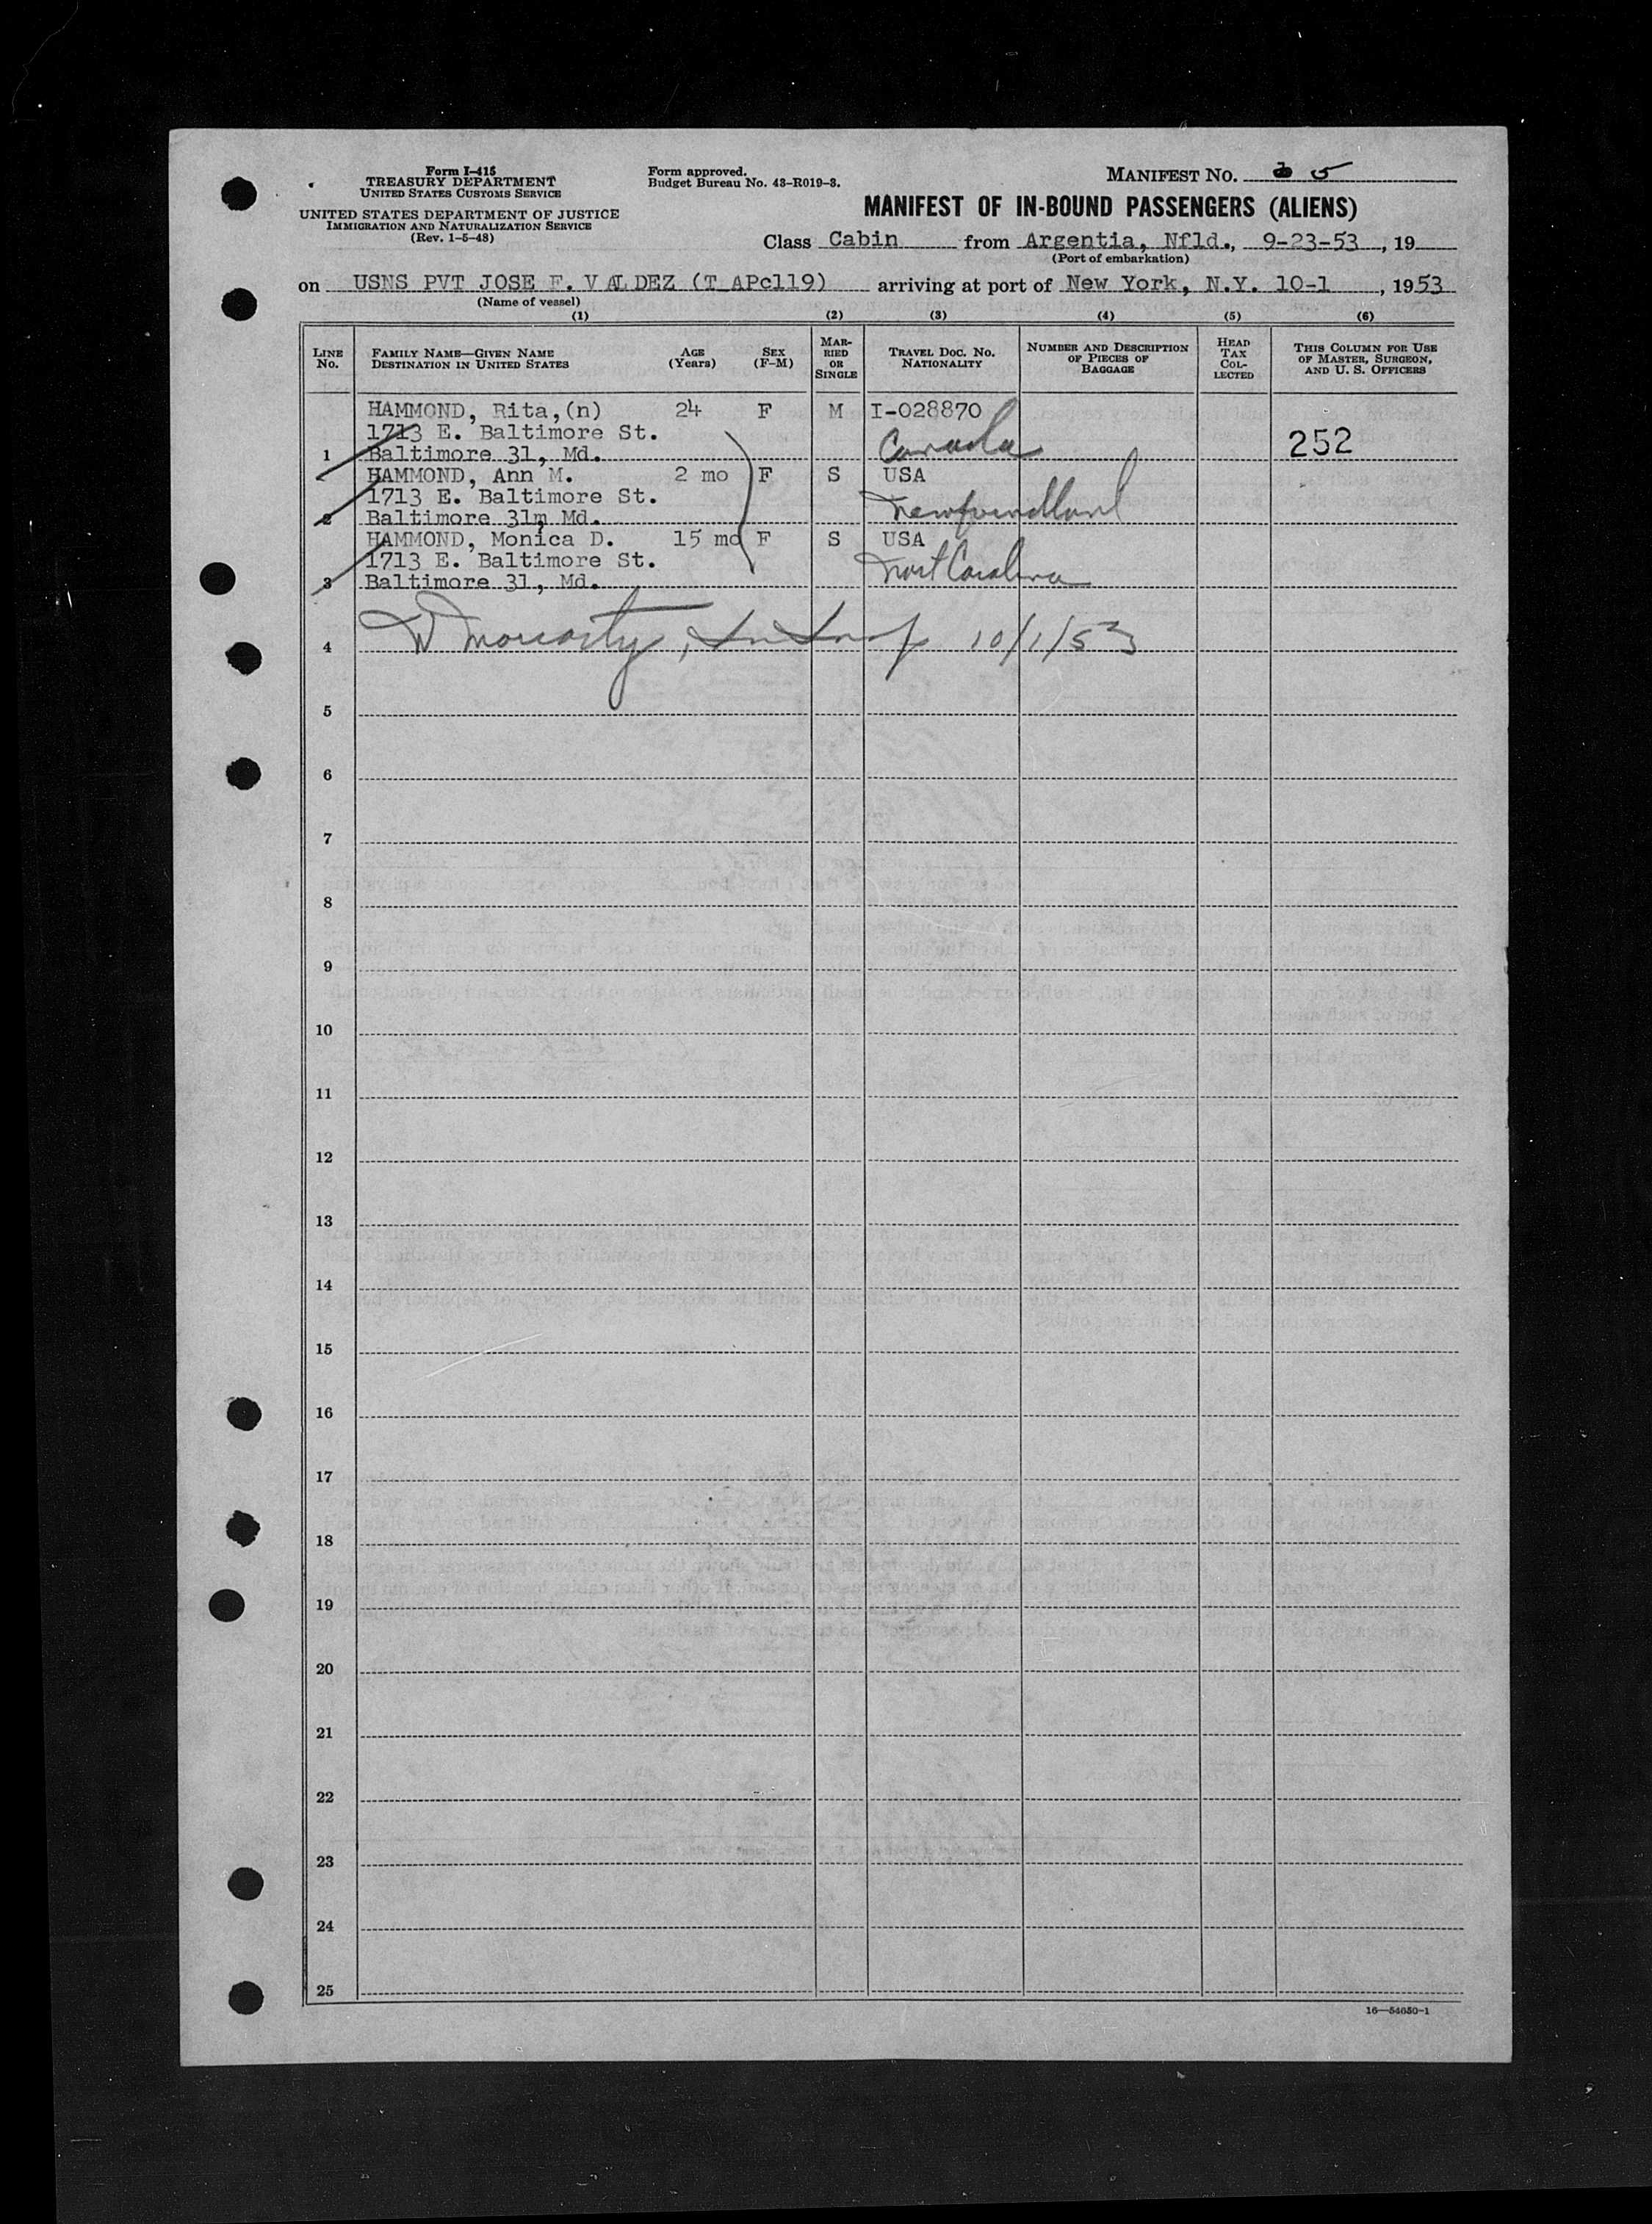 Form I-415
TREASURY DEPARTMENT
UNITED STATES CUSTOMS SERVICE
UNITED STATES DEPARTMENT OF JUSTICE
IMMIGRATION AND NATURALIZATION SERVICE
(Rev. 1-5-48)
Form approved.
Budget Bureau No. 43-R019-3.
MANIFEST NO. 5
MANIFEST OF IN-BOUND PASSENGERS (ALIENS)
Class Cabin from Argentia, Nfld., 9-23-53, 19
(Port of embarkation)
on USNS PVT JOSE F. VALDEZ (T APc119) arriving at port of New York, N.Y. 10-1, 1953
(Name of vessel)
(1) (2) (3) (4) (5) (6)
LINE NO.
FAMILY NAME—GIVEN NAME
DESTINATION IN UNITED STATES
AGE (Years)
SEX (F-M)
MARRIED OR SINGLE
TRAVEL DOC. NO. NATIONALITY
NUMBER AND DESCRIPTION OF PIECES OF BAGGAGE
HEAD TAX COLLECTED
THIS COLUMN FOR USE OF MASTER, SURGEON, AND U. S. OFFICERS
HAMMOND, Rita,(n) 24 F M I-028870
1713 E. Baltimore St.
1 Baltimore 31, Md. Canada 252
HAMMOND, Ann M. 2 mo F S USA
1713 E. Baltimore St.
2 Baltimore 31m Md. Newfoundland
HAMMOND, Monica D. 15 mo F S USA
1713 E. Baltimore St.
3 Baltimore 31, Md. Nort Carolina
4 Moriarty, 10/1/53
5
6
7
8
9
10
11
12
13
14
15
16
17
18
19
20
21
22
23
24
25
16—54650-1